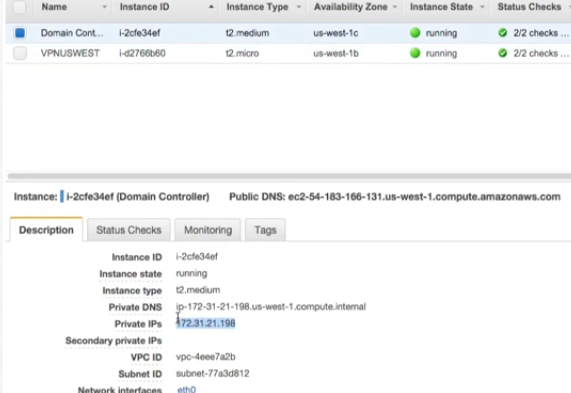 Name Instance ID Instance Type Availability Zone Instance State Status Checks
Domain Cont... i-2cfe34ef t2.medium us-west-1c running 2/2 checks ...
VPNUSWEST i-d2766b60 t2.micro us-west-1b running 2/2 checks ...
Instance: i-2cfe34ef (Domain Controller) Public DNS: ec2-54-183-166-131.us-west-1.compute.amazonaws.com
Description Status Checks Monitoring Tags
Instance ID i-2cfe34ef
Instance state running
Instance type t2.medium
Private DNS ip-172-31-21-198.us-west-1.compute.internal
Private IPs 172.31.21.198
Secondary private IPs
VPC ID vpc-4eee7a2b
Subnet ID subnet-77a3d812
Network interfaces eth0